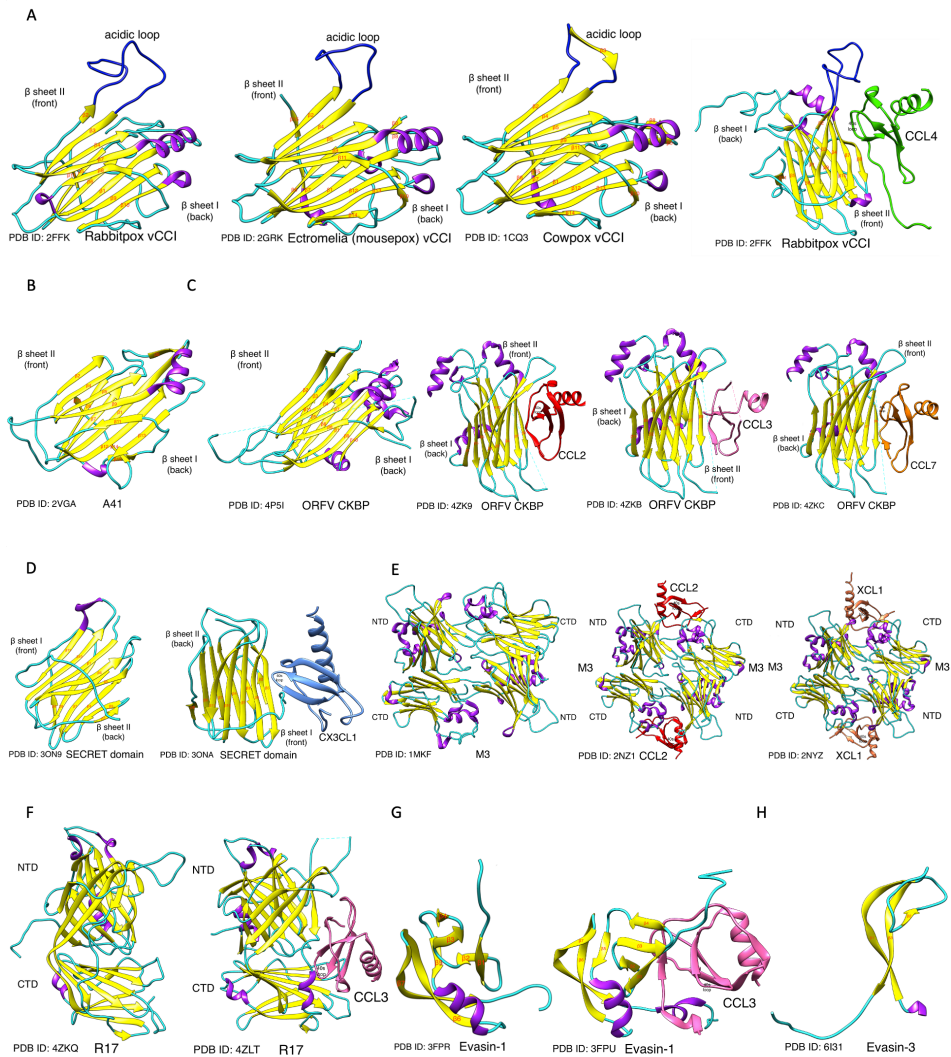 A
acidic loop
β sheet II
(front)
β sheet I
(back)
PDB ID: 2FFK
Rabbitpox vCCI
acidic loop
β sheet II
(front)
β sheet I
(back)
PDB ID: 2GRK
Ectromelia (mousepox) vCCI
acidic loop
β sheet II
(front)
β sheet I
(back)
PDB ID: 1CQ3
Cowpox vCCI
β sheet I
(back)
CCL4
β sheet II
(front)
PDB ID: 2FFK
Rabbitpox vCCI
B
β sheet II
(front)
β sheet I
(back)
PDB ID: 2VGA
A41
C
β sheet II
(front)
β sheet I
(back)
PDB ID: 4P5I
ORFV CKBP
β sheet II
(front)
β sheet I
(back)
CCL2
PDB ID: 4ZK9
ORFV CKBP
β sheet I
(back)
CCL3
β sheet II
(front)
PDB ID: 4ZKB
ORFV CKBP
β sheet II
(front)
β sheet I
(back)
CCL7
PDB ID: 4ZKC
ORFV CKBP
D
β sheet I
(front)
β sheet II
(back)
PDB ID: 3ON9
SECRET domain
β sheet II
(back)
β sheet I
(front)
CX3CL1
PDB ID: 3ONA
SECRET domain
E
NTD
CTD
M3
CTD
NTD
PDB ID: 1MKF
M3
CCL2
NTD
CTD
M3
CTD
NTD
PDB ID: 2NZ1
CCL2
XCL1
NTD
CTD
M3
M3
CTD
NTD
PDB ID: 2NYZ
XCL1
F
NTD
CTD
PDB ID: 4ZKQ
R17
NTD
CTD
CCL3
PDB ID: 4ZLT
R17
G
PDB ID: 3FPR
Evasin-1
CCL3
PDB ID: 3FPU
Evasin-1
H
PDB ID: 6I31
Evasin-3